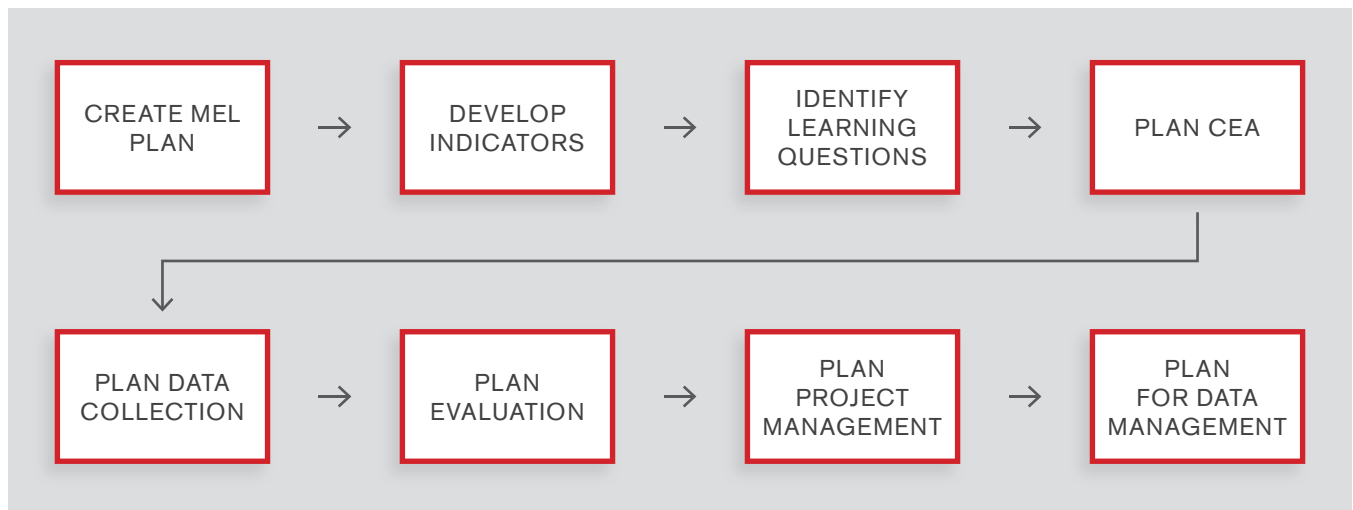 CREATE MEL
PLAN
DEVELOP
INDICATORS
IDENTIFY
LEARNING
QUESTIONS
PLAN CEA
PLAN DATA
COLLECTION
PLAN
EVALUATION
PLAN
PROJECT
MANAGEMENT
PLAN
FOR DATA
MANAGEMENT